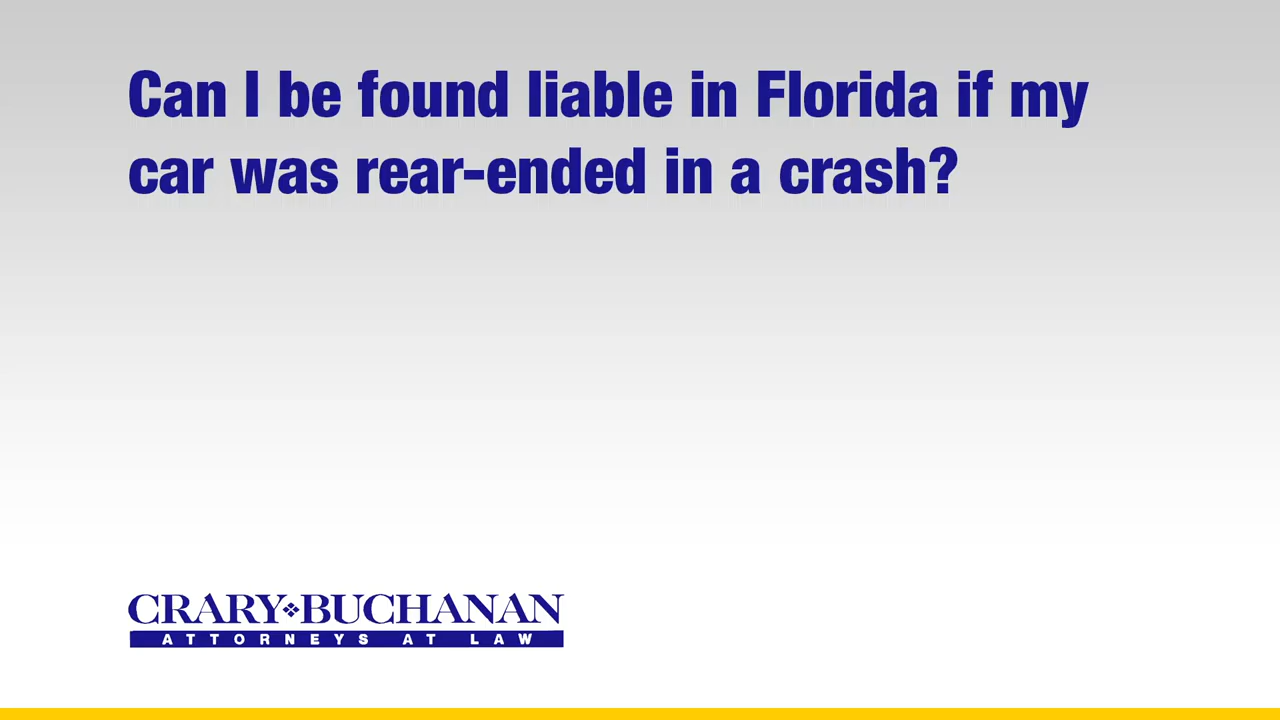 Can I be found liable in Florida if my
car was rear-ended in a crash?
CRARY BUCHANAN
ATTORNEYS AT LAW